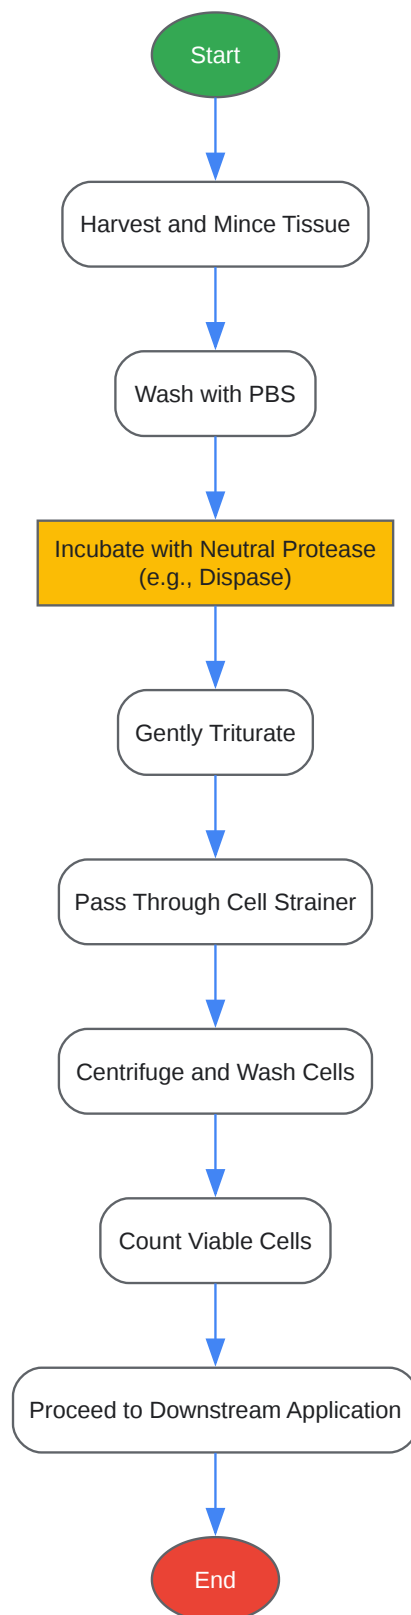 Start
Harvest and Mince Tissue
Wash with PBS
Incubate with Neutral Protease
(e.g., Dispase)
Gently Triturate
Pass Through Cell Strainer
Centrifuge and Wash Cells
Count Viable Cells
Proceed to Downstream Application
End